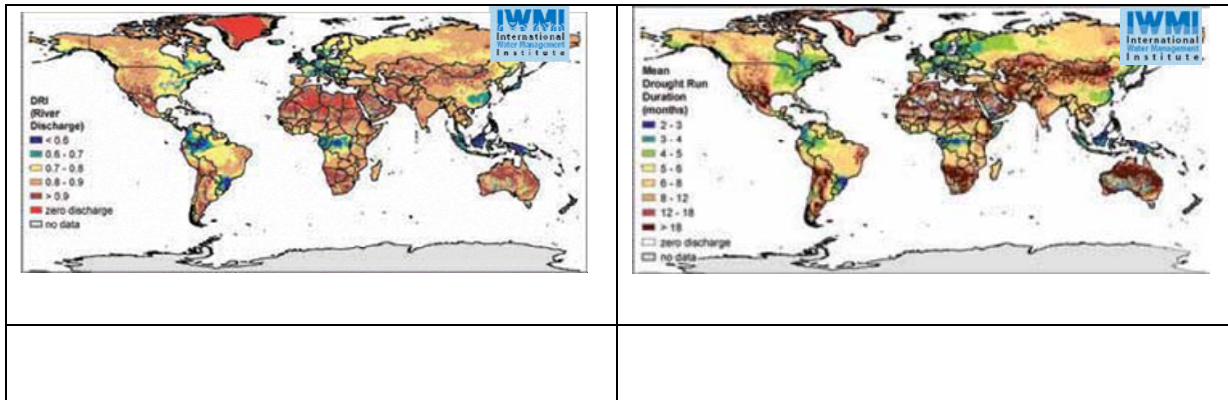 IWMI
International
Water Management
Institute
DRI
(River
Discharge)
< 0.6
0.6 - 0.7
0.7 - 0.8
0.8 - 0.9
> 0.9
zero discharge
no data
IWMI
International
Water Management
Institute
Mean
Drought Run
Duration
(months)
2 - 3
3 - 4
4 - 5
5 - 6
6 - 8
8 - 12
12 - 18
> 18
zero discharge
no data